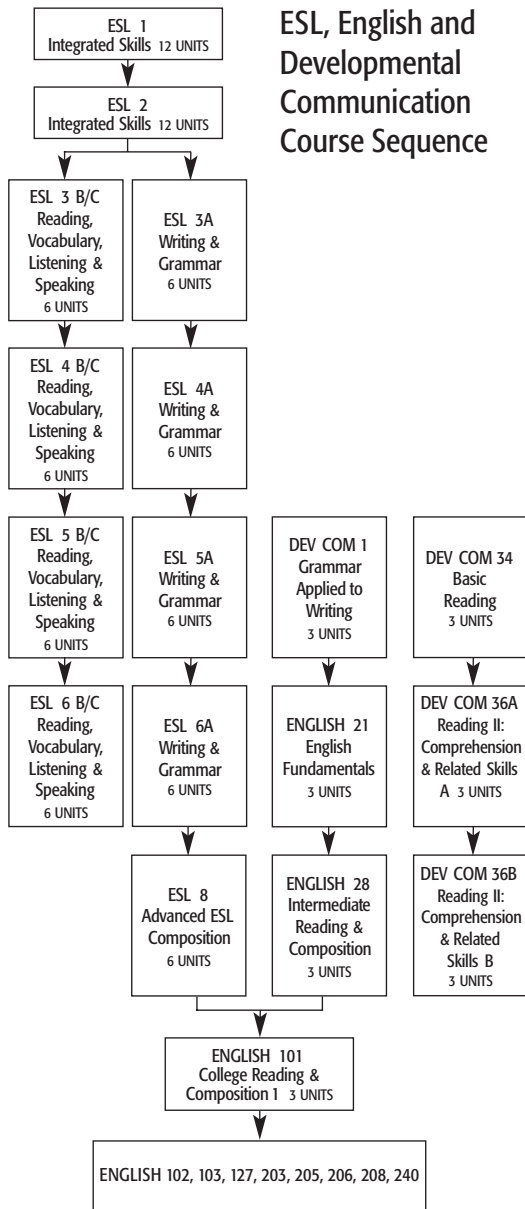 ESL, English and
Developmental
Communication
Course Sequence
ESL 1
Integrated Skills 12 UNITS
ESL 2
Integrated Skills 12 UNITS
ESL 3 B/C
Reading,
Vocabulary,
Listening &
Speaking
6 UNITS
ESL 3A
Writing &
Grammar
6 UNITS
ESL 4 B/C
Reading,
Vocabulary,
Listening &
Speaking
6 UNITS
ESL 4A
Writing &
Grammar
6 UNITS
ESL 5 B/C
Reading,
Vocabulary,
Listening &
Speaking
6 UNITS
ESL 5A
Writing &
Grammar
6 UNITS
DEV COM 1
Grammar
Applied to
Writing
3 UNITS
DEV COM 34
Basic
Reading
3 UNITS
ESL 6 B/C
Reading,
Vocabulary,
Listening &
Speaking
6 UNITS
ESL 6A
Writing &
Grammar
6 UNITS
ENGLISH 21
English
Fundamentals
3 UNITS
DEV COM 36A
Reading II:
Comprehension
& Related Skills
A 3 UNITS
ESL 8
Advanced ESL
Composition
6 UNITS
ENGLISH 28
Intermediate
Reading &
Composition
3 UNITS
DEV COM 36B
Reading II:
Comprehension
& Related
Skills B
3 UNITS
ENGLISH 101
College Reading &
Composition 1 3 UNITS
ENGLISH 102, 103, 127, 203, 205, 206, 208, 240